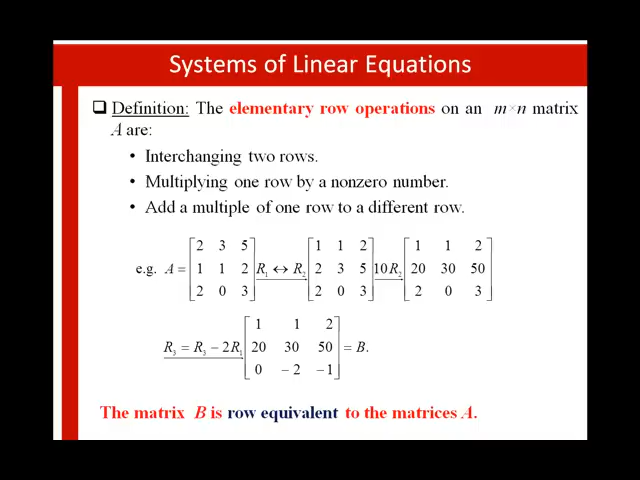 Systems of Linear Equations
❑ Definition: The elementary row operations on an m×n matrix
A are:
• Interchanging two rows.
• Multiplying one row by a nonzero number.
• Add a multiple of one row to a different row.
2 3 5 1 1 2 1 1 2
e.g. A = 1 1 2 R₁ ↔ R₂ 2 3 5 10R₂ 20 30 50
2 0 3 2 0 3 2 0 3
1 1 2
R₃ = R₃ − 2R₁ 20 30 50 = B.
0 −2 −1
The matrix B is row equivalent to the matrices A.